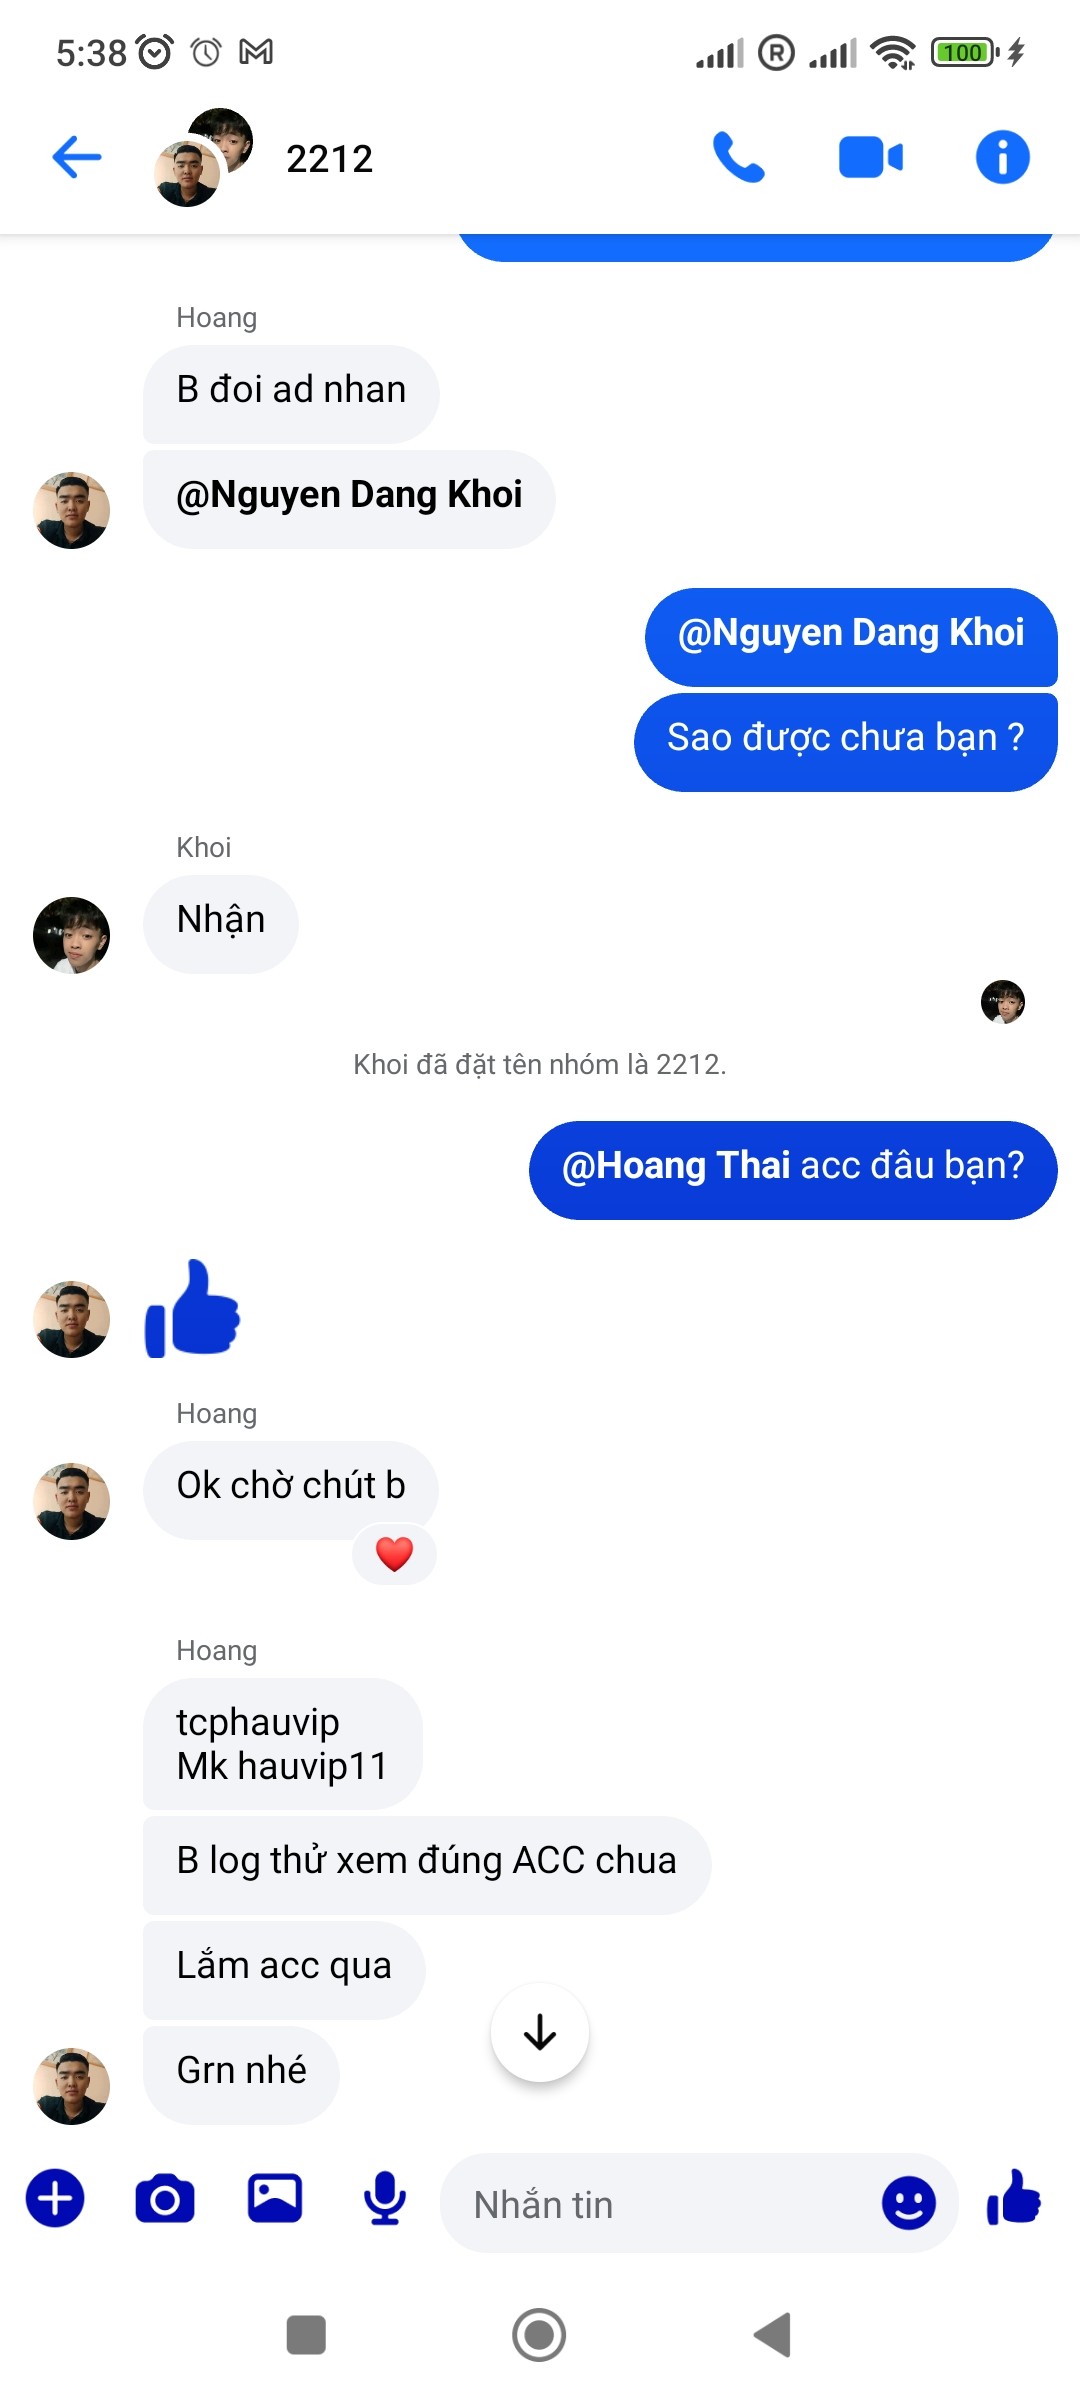 5:38
100
2212
Hoang
B đoi ad nhan
@Nguyen Dang Khoi
@Nguyen Dang Khoi
Sao được chưa bạn ?
Khoi
Nhận
Khoi đã đặt tên nhóm là 2212.
@Hoang Thai acc đâu bạn?
Hoang
Ok chờ chút b
Hoang
tcphauvip
Mk hauvip11
B log thử xem đúng ACC chua
Lắm acc qua
Grn nhé
Nhắn tin